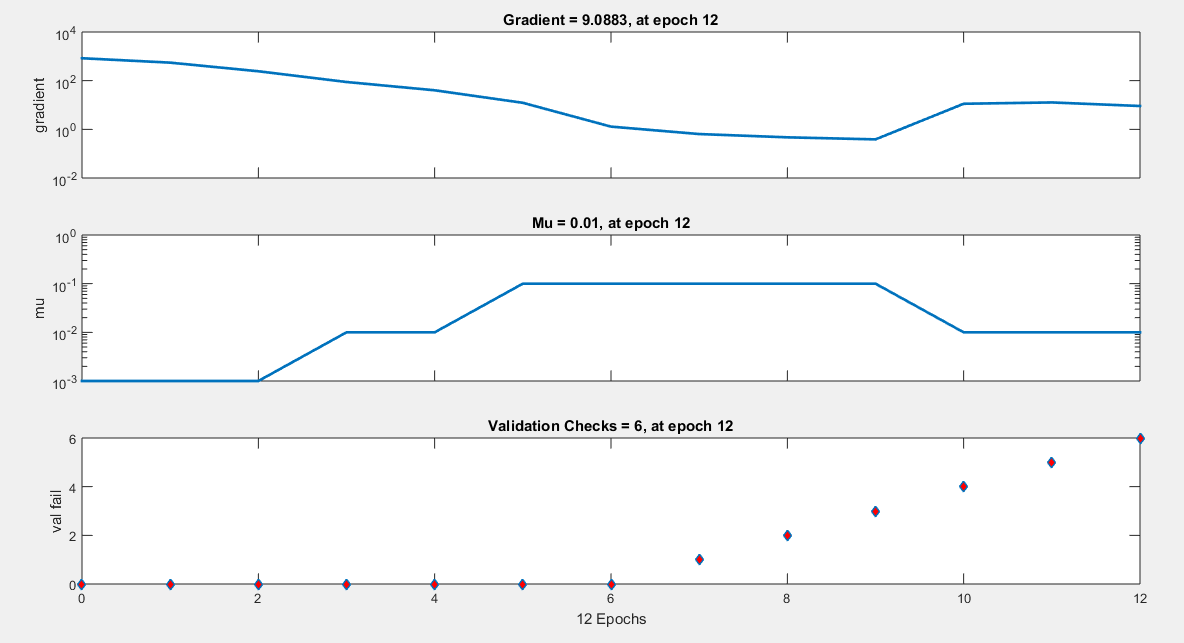 Gradient = 9.0883, at epoch 12
10^4
10^2
10^0
10^-2
gradient
Mu = 0.01, at epoch 12
10^0
10^-1
10^-2
10^-3
mu
Validation Checks = 6, at epoch 12
6
4
2
0
val fail
0 2 4 6 8 10 12
12 Epochs